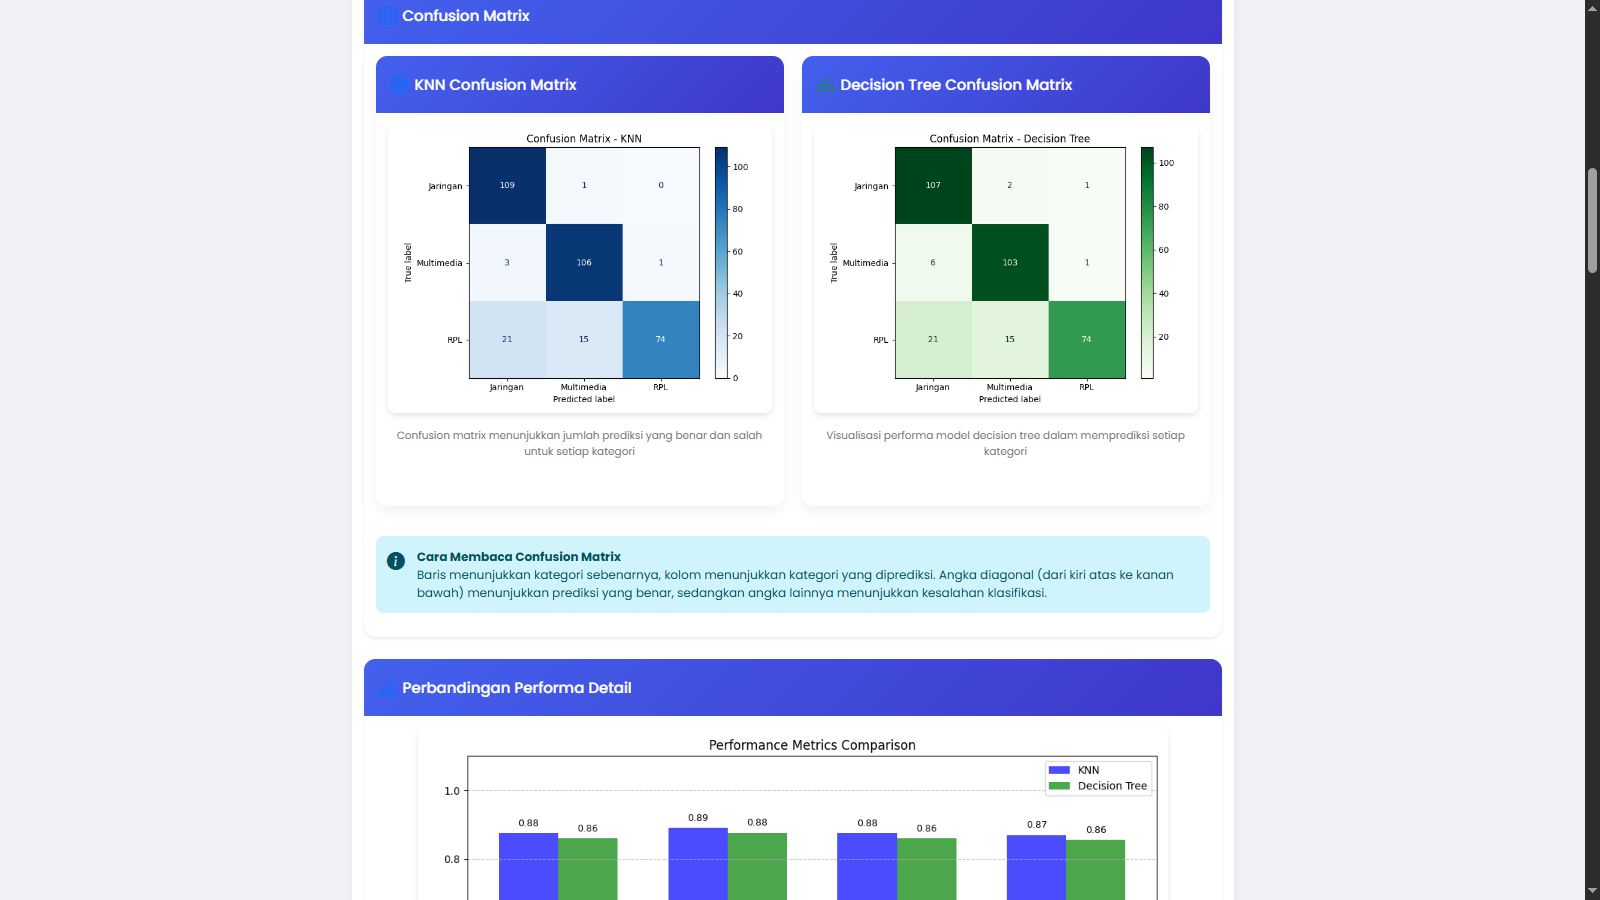 Confusion Matrix
KNN Confusion Matrix
Confusion Matrix - KNN
True label
Jaringan
109 1 0
Multimedia
3 106 1
RPL
21 15 74
Jaringan Multimedia RPL
Predicted label
100
80
60
40
20
0
Confusion matrix menunjukkan jumlah prediksi yang benar dan salah
untuk setiap kategori
Decision Tree Confusion Matrix
Confusion Matrix - Decision Tree
True label
Jaringan
107 2 1
Multimedia
6 103 1
RPL
21 15 74
Jaringan Multimedia RPL
Predicted label
100
80
60
40
20
Visualisasi performa model decision tree dalam memprediksi setiap
kategori
Cara Membaca Confusion Matrix
Baris menunjukkan kategori sebenarnya, kolom menunjukkan kategori yang diprediksi. Angka diagonal (dari kiri atas ke kanan
bawah) menunjukkan prediksi yang benar, sedangkan angka lainnya menunjukkan kesalahan klasifikasi.
Perbandingan Performa Detail
Performance Metrics Comparison
KNN
Decision Tree
1.0
0.8
0.88 0.86 0.89 0.88 0.88 0.86 0.87 0.86